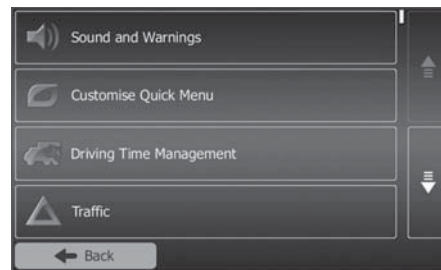 Sound and Warnings
Customise Quick Menu
Driving Time Management
Traffic
Back